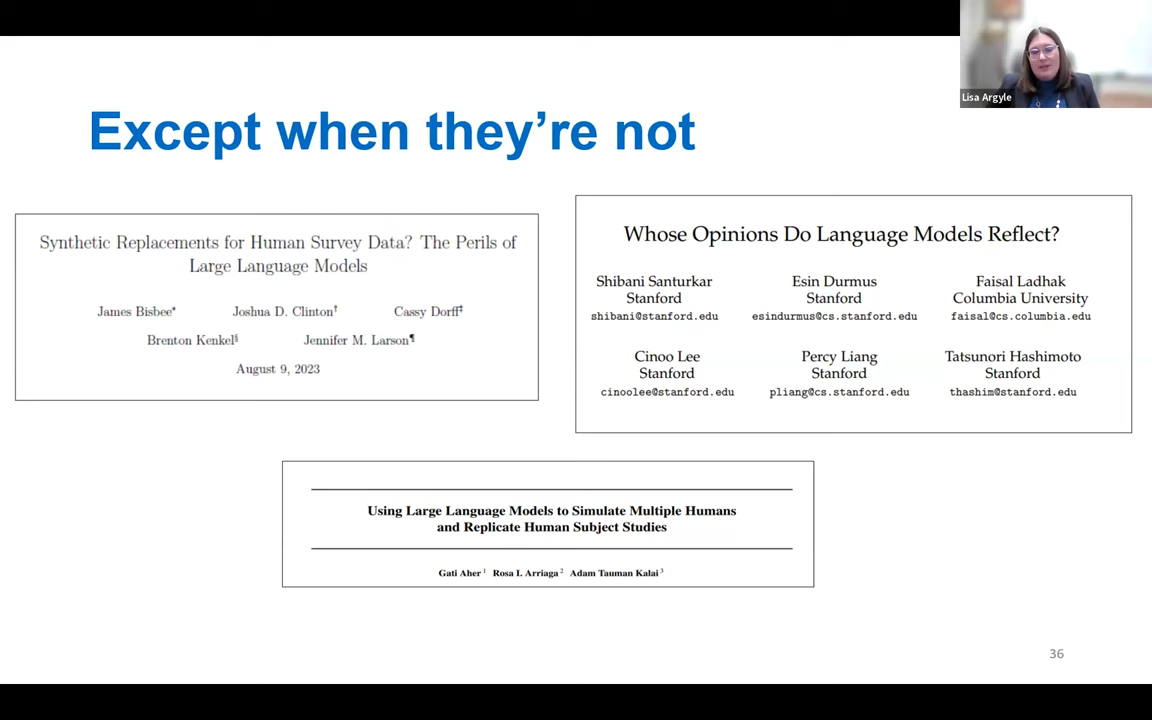 Lisa Argyle
Except when they're not
Synthetic Replacements for Human Survey Data? The Perils of
Large Language Models
James Bisbee* Joshua D. Clinton† Cassy Dorff‡
Brenton Kenkel§ Jennifer M. Larson¶
August 9, 2023
Whose Opinions Do Language Models Reflect?
Shibani Santurkar Esin Durmus Faisal Ladhak
Stanford Stanford Columbia University
shibani@stanford.edu esindurmus@cs.stanford.edu faisal@cs.columbia.edu
Cinoo Lee Percy Liang Tatsunori Hashimoto
Stanford Stanford Stanford
cinoolee@stanford.edu pliang@cs.stanford.edu thashim@stanford.edu
Using Large Language Models to Simulate Multiple Humans
and Replicate Human Subject Studies
Gati Aher 1 Rosa I. Arriaga 2 Adam Tauman Kalai 3
36